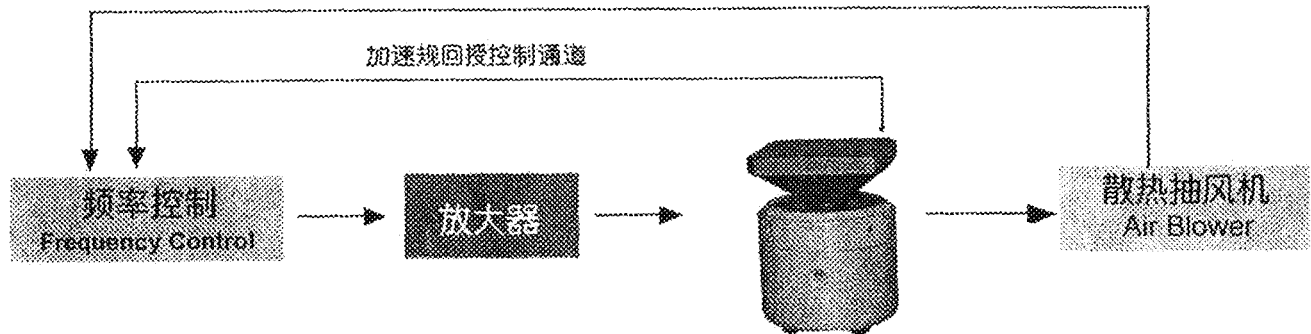 加速规回授控制通道
频率控制
Frequency Control
放大器
散热抽风机
Air Blower